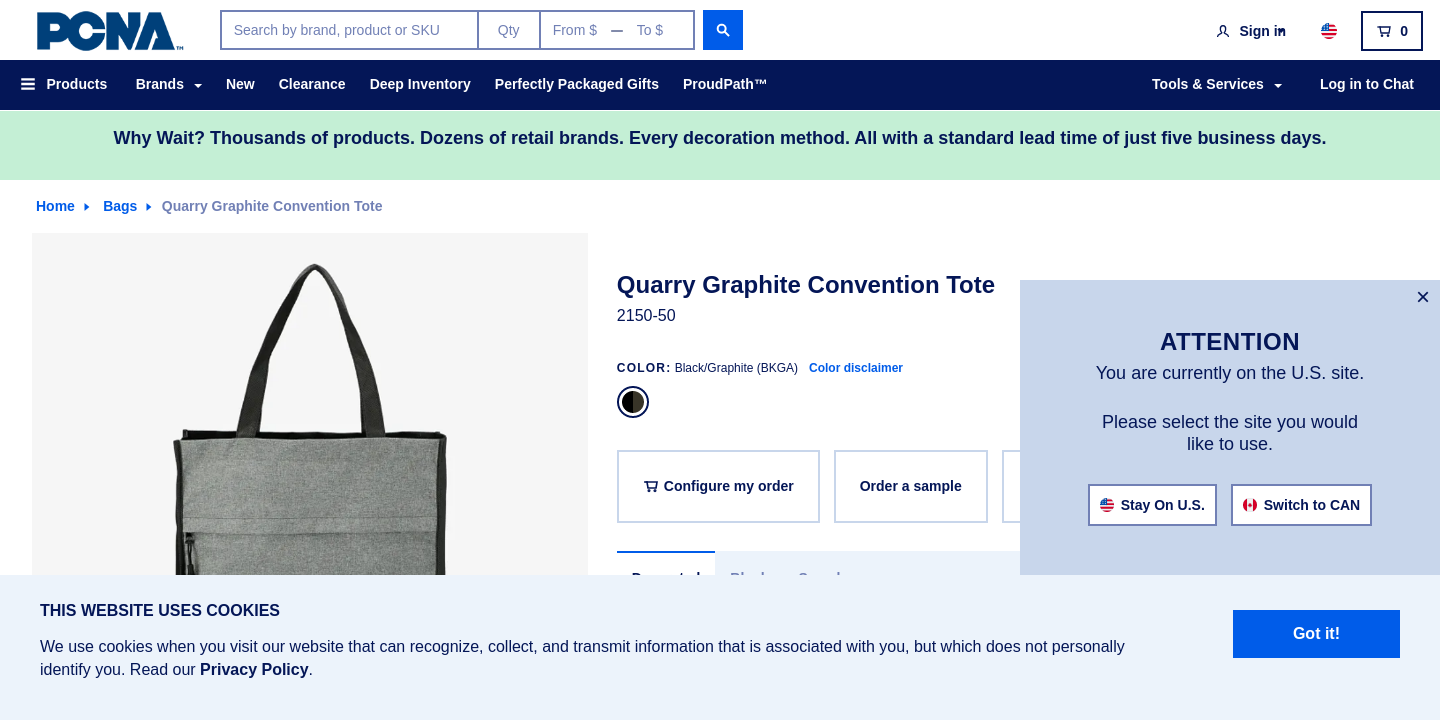 PCNA™
Search by brand, product or SKU
Qty
From $ — To $
Sign in
0
Products
Brands
New
Clearance
Deep Inventory
Perfectly Packaged Gifts
ProudPath™
Tools & Services
Log in to Chat
Why Wait? Thousands of products. Dozens of retail brands. Every decoration method. All with a standard lead time of just five business days.
Home
Bags
Quarry Graphite Convention Tote
Quarry Graphite Convention Tote
2150-50
COLOR: Black/Graphite (BKGA) Color disclaimer
Configure my order
Order a sample
×
ATTENTION
You are currently on the U.S. site.
Please select the site you would
like to use.
Stay On U.S.
Switch to CAN
THIS WEBSITE USES COOKIES
We use cookies when you visit our website that can recognize, collect, and transmit information that is associated with you, but which does not personally
identify you. Read our Privacy Policy.
Got it!